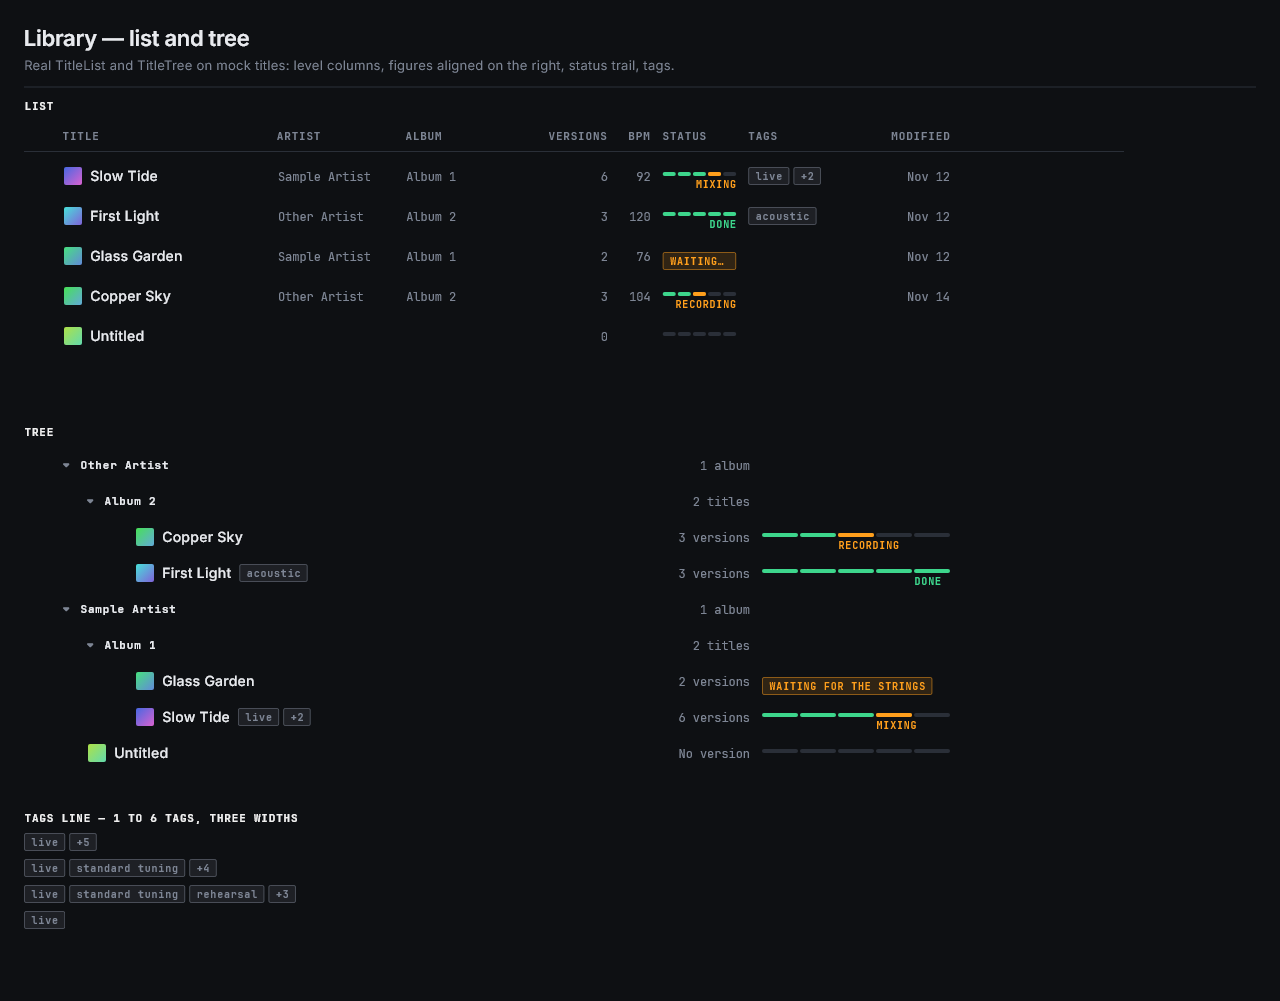 Library — list and tree
Real TitleList and TitleTree on mock titles: level columns, figures aligned on the right, status trail, tags.
LIST
TITLE ARTIST ALBUM VERSIONS BPM STATUS TAGS MODIFIED
Slow Tide Sample Artist Album 1 6 92 MIXING live +2 Nov 12
First Light Other Artist Album 2 3 120 DONE acoustic Nov 12
Glass Garden Sample Artist Album 1 2 76 WAITING… Nov 12
Copper Sky Other Artist Album 2 3 104 RECORDING Nov 14
Untitled 0
TREE
Other Artist 1 album
Album 2 2 titles
Copper Sky 3 versions RECORDING
First Light acoustic 3 versions DONE
Sample Artist 1 album
Album 1 2 titles
Glass Garden 2 versions WAITING FOR THE STRINGS
Slow Tide live +2 6 versions MIXING
Untitled No version
TAGS LINE — 1 TO 6 TAGS, THREE WIDTHS
live +5
live standard tuning +4
live standard tuning rehearsal +3
live